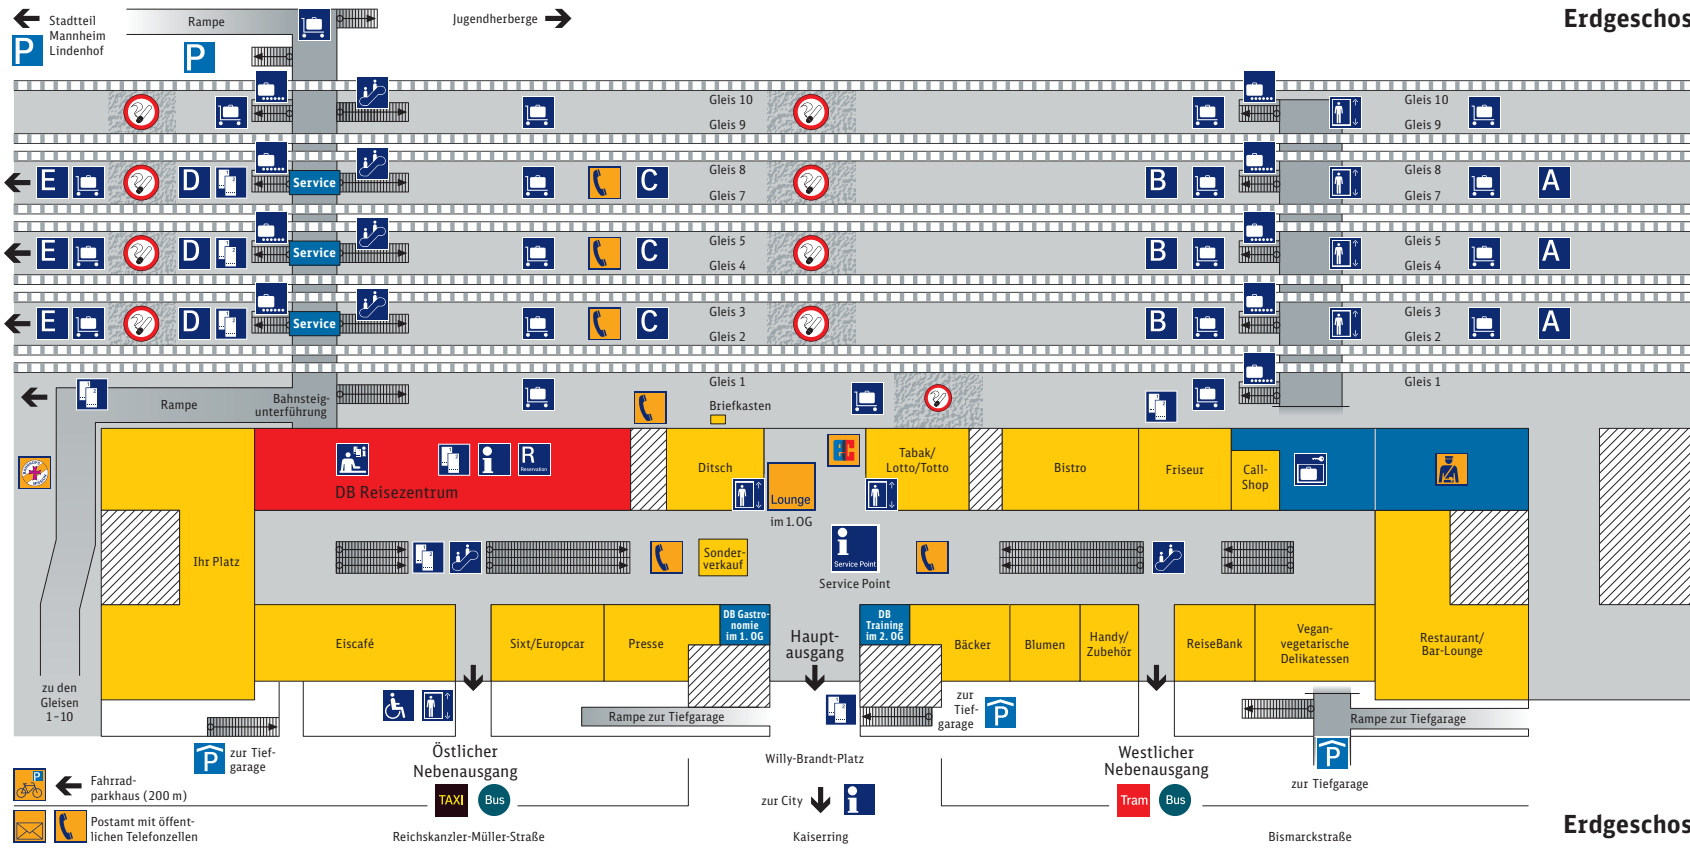 Stadtteil
Mannheim
Lindenhof
P
Rampe
P
Jugendherberge
Erdgeschos
Gleis 10
Gleis 9
Gleis 10
Gleis 9
E
D
Service
C
Gleis 8
Gleis 7
B
Gleis 8
Gleis 7
A
E
D
Service
C
Gleis 5
Gleis 4
B
Gleis 5
Gleis 4
A
E
D
Service
C
Gleis 3
Gleis 2
B
Gleis 3
Gleis 2
A
Rampe
Bahnsteig-
unterführung
Gleis 1
Briefkasten
Gleis 1
DB Reisezentrum
R
Reservation
Ditsch
Lounge
im 1. OG
EC
Tabak/
Lotto/Totto
Bistro
Friseur
Call-
Shop
Ihr Platz
Sonder-
verkauf
i
Service Point
Service Point
Eiscafé
Sixt/Europcar
Presse
DB Gastro-
nomie
im 1. OG
Haupt-
ausgang
DB
Training
im 2. OG
Bäcker
Blumen
Handy/
Zubehör
ReiseBank
Vegan-
vegetarische
Delikatessen
Restaurant/
Bar-Lounge
zu den
Gleisen
1–10
Rampe zur Tiefgarage
zur
Tief-
garage
P
Rampe zur Tiefgarage
P
zur Tief-
garage
Östlicher
Nebenausgang
TAXI
Bus
Willy-Brandt-Platz
Westlicher
Nebenausgang
Tram
Bus
P
zur Tiefgarage
P
Fahrrad-
parkhaus (200 m)
zur City
i
Postamt mit öffent-
lichen Telefonzellen
Reichskanzler-Müller-Straße
Kaiserring
Bismarckstraße
Erdgeschos